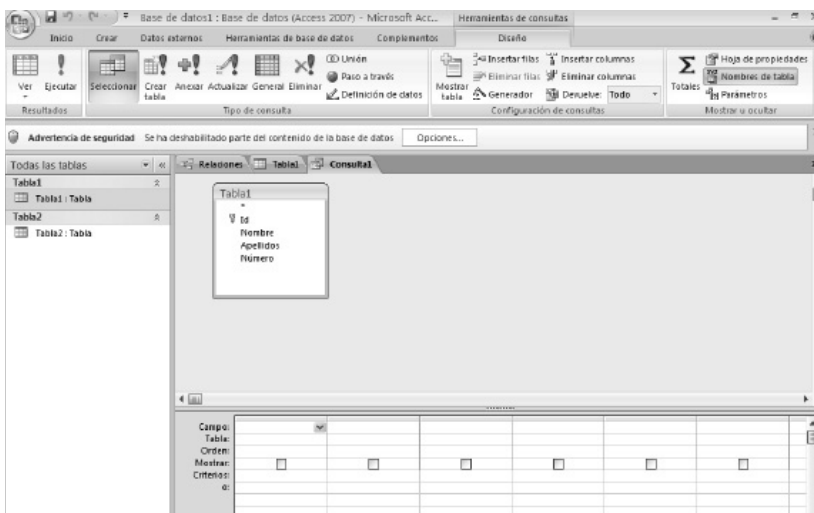 Base de datos1 : Base de datos (Access 2007) - Microsoft Acc...
Herramientas de consultas
Inicio Crear Datos externos Herramientas de base de datos Complementos Diseño
Ver
Ejecutar
Seleccionar
Crear tabla
Anexar
Actualizar
General
Eliminar
Unión
Paso a través
Definición de datos
Mostrar tabla
Insertar filas
Eliminar filas
Generador
Insertar columnas
Eliminar columnas
Devuelve: Todo
Totales
Hoja de propiedades
Nombres de tabla
Parámetros
Resultados Tipo de consulta Configuración de consultas Mostrar u ocultar
Advertencia de seguridad Se ha deshabilitado parte del contenido de la base de datos Opciones...
Todas las tablas
Tabla1
Tabla1 : Tabla
Tabla2
Tabla2 : Tabla
Relaciones Tabla1 Consulta1
Tabla1
*
Id
Nombre
Apellidos
Número
Campo:
Tabla:
Orden:
Mostrar:
Criterios:
o: